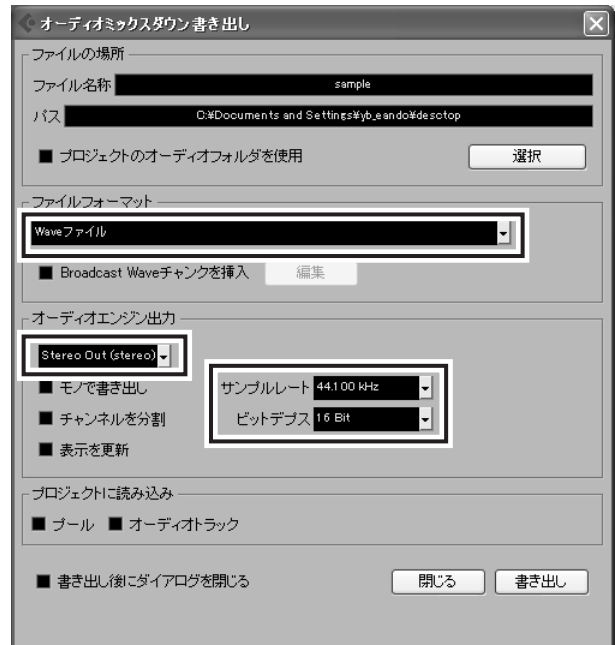 オーディオミックスダウン書き出し
ファイルの場所
ファイル名称 sample
パス C:¥Documents and Settings¥yb_eando¥desctop
プロジェクトのオーディオフォルダを使用 選択
ファイルフォーマット
Waveファイル
Broadcast Waveチャンクを挿入 編集
オーディオエンジン出力
Stereo Out (stereo)
モノで書き出し サンプルレート 44.100 kHz
チャンネルを分割 ビットデプス 16 Bit
表示を更新
プロジェクトに読み込み
プール オーディオトラック
書き出し後にダイアログを閉じる 閉じる 書き出し